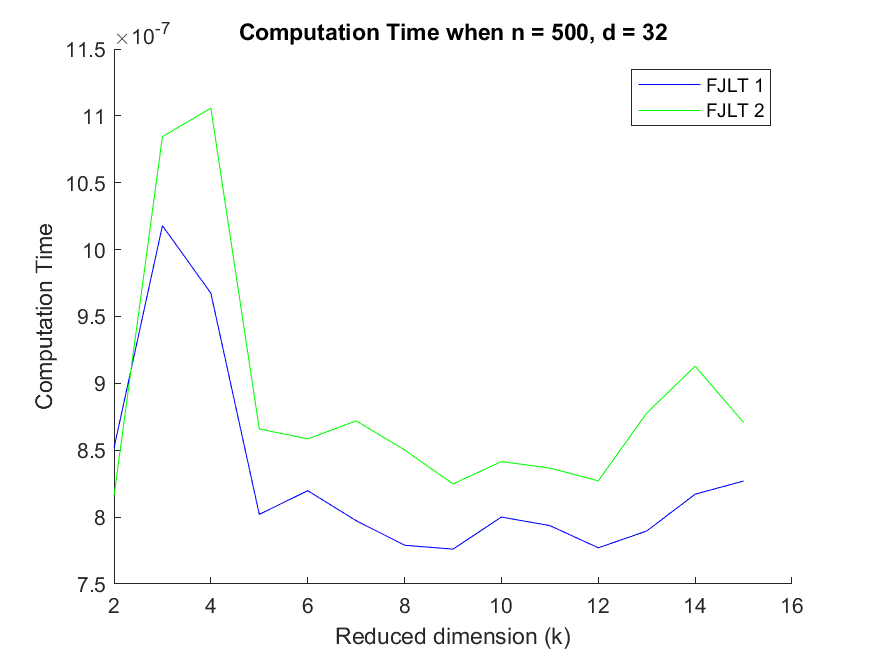 Computation Time when n = 500, d = 32
×10-7
11.5
11
10.5
10
9.5
9
8.5
8
7.5
2 4 6 8 10 12 14 16
Computation Time
Reduced dimension (k)
FJLT 1
FJLT 2